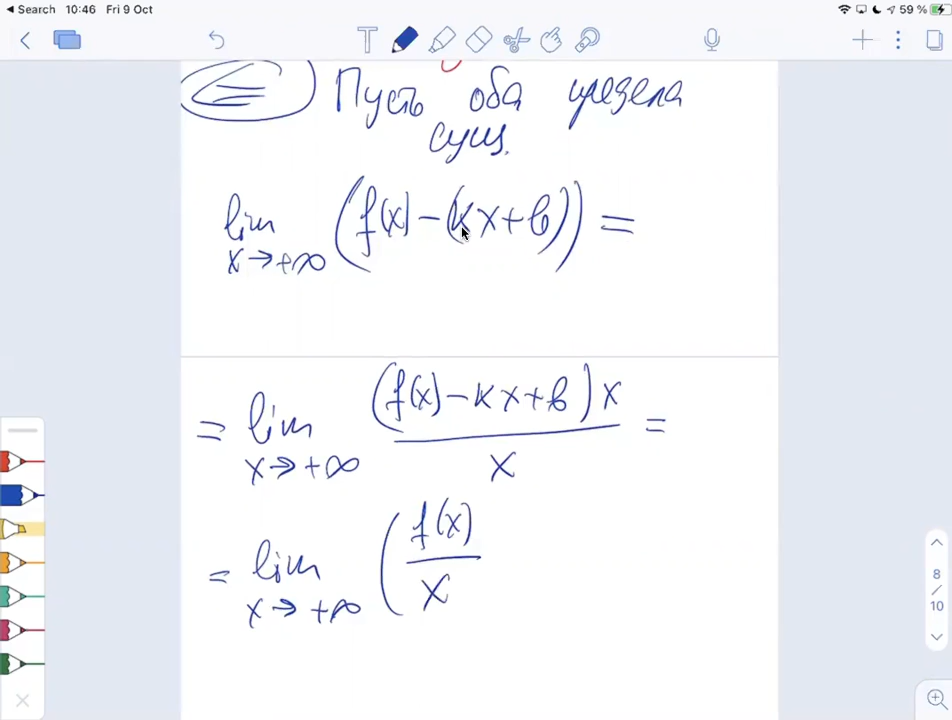 Search 10:46 Fri 9 Oct 59 %
⇐ Пусть оба предела
сущ.
lim (f(x) − (kx + b)) =
x→+∞
= lim (f(x) − kx + b) x =
x→+∞ x
= lim ( f(x)
x→+∞ x
8
/
10